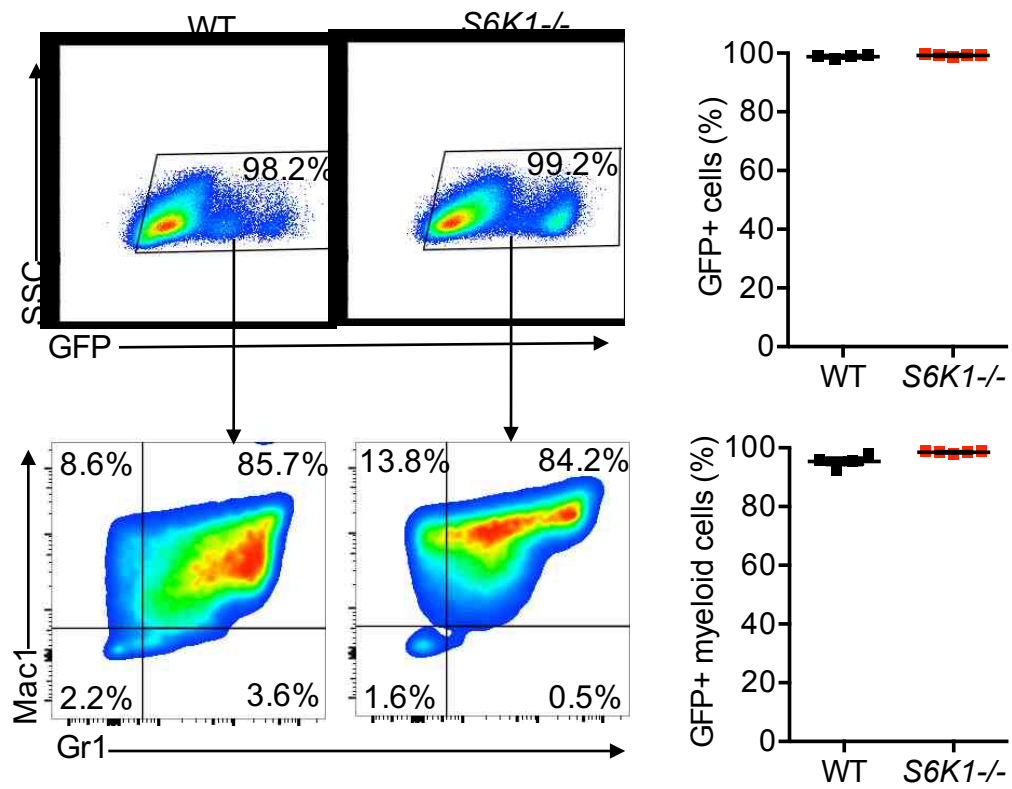 WT
S6K1-/-
98.2%
99.2%
SSC
GFP
8.6%
85.7%
13.8%
84.2%
2.2%
3.6%
1.6%
0.5%
Mac1
Gr1
GFP+ cells (%)
100
80
60
40
20
0
WT
S6K1-/-
GFP+ myeloid cells (%)
100
80
60
40
20
0
WT
S6K1-/-